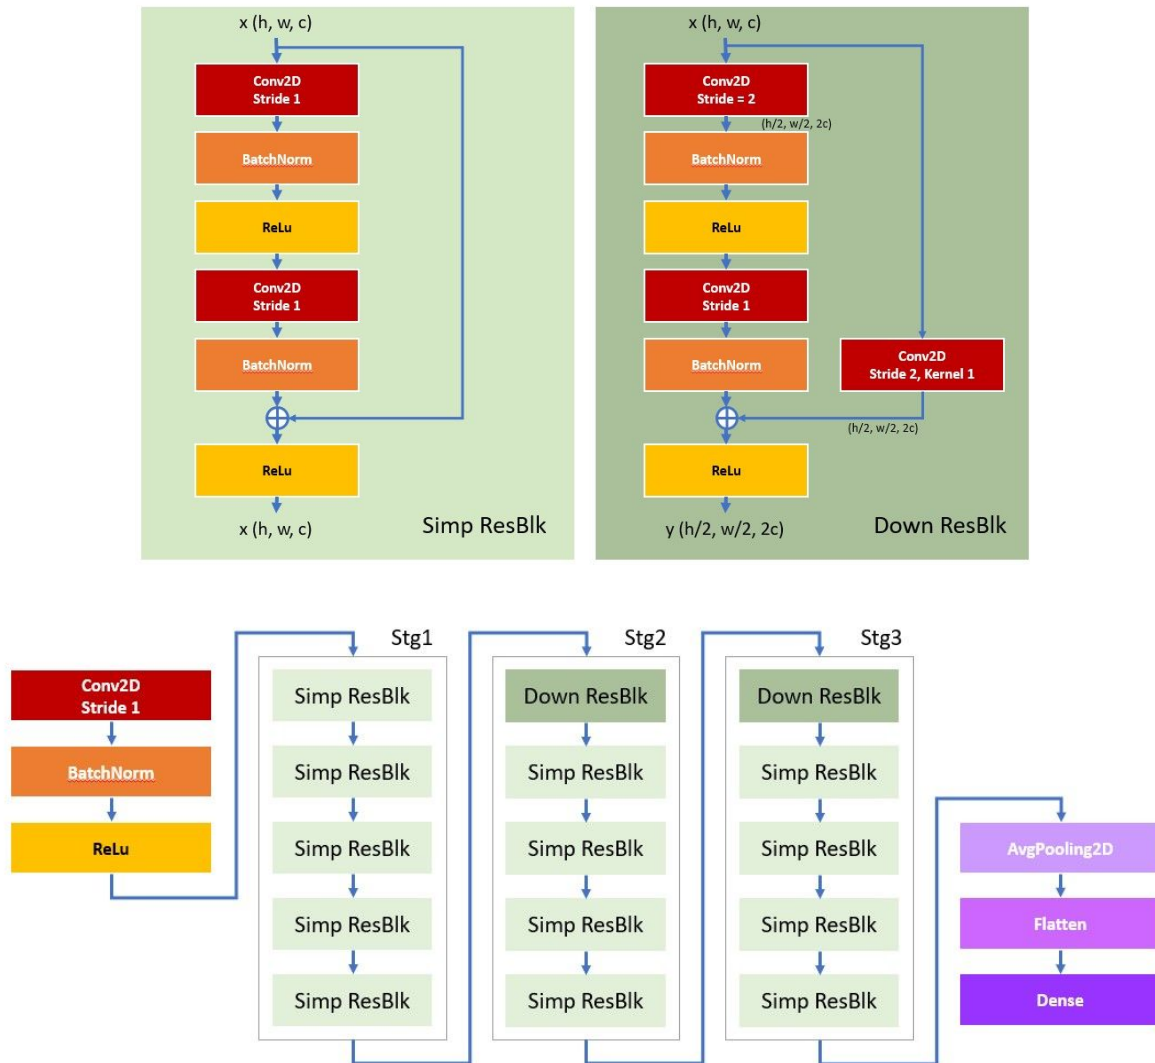 x (h, w, c)
Conv2D
Stride 1
BatchNorm
ReLu
Conv2D
Stride 1
BatchNorm
ReLu
x (h, w, c)
Simp ResBlk
x (h, w, c)
Conv2D
Stride = 2
(h/2, w/2, 2c)
BatchNorm
ReLu
Conv2D
Stride 1
BatchNorm
Conv2D
Stride 2, Kernel 1
(h/2, w/2, 2c)
ReLu
y (h/2, w/2, 2c)
Down ResBlk
Conv2D
Stride 1
BatchNorm
ReLu
Stg1
Simp ResBlk
Simp ResBlk
Simp ResBlk
Simp ResBlk
Simp ResBlk
Stg2
Down ResBlk
Simp ResBlk
Simp ResBlk
Simp ResBlk
Simp ResBlk
Stg3
Down ResBlk
Simp ResBlk
Simp ResBlk
Simp ResBlk
Simp ResBlk
AvgPooling2D
Flatten
Dense